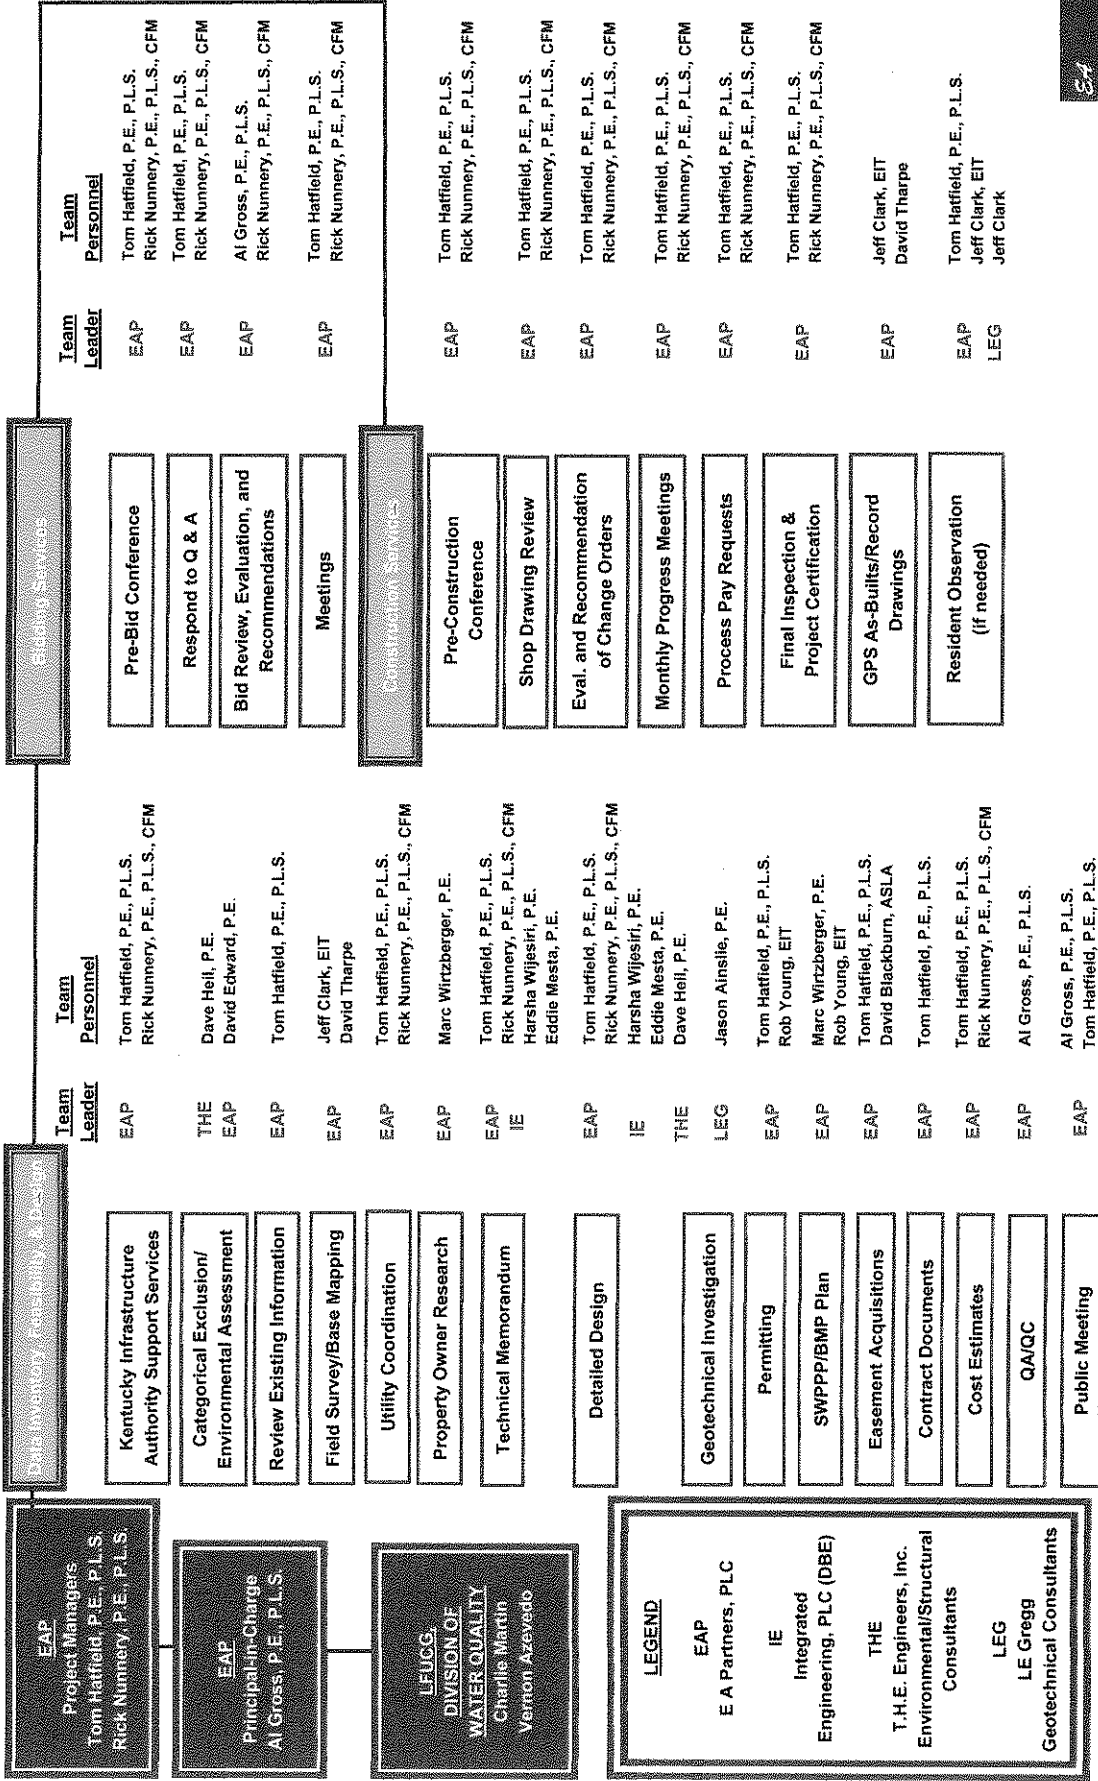 EAP
Project Managers
Tom Hatfield, P.E., P.L.S.
Rick Nunnery, P.E., P.L.S.
EAP
Principal-in-Charge
Al Gross, P.E., P.L.S.
LFUCG
DIVISION OF
WATER QUALITY
Charlie Martin
Vernon Azevedo
LEGEND
EAP
E A Partners, PLC
IE
Integrated
Engineering, PLC (DBE)
THE
T.H.E. Engineers, Inc.
Environmental/Structural
Consultants
LEG
LE Gregg
Geotechnical Consultants
Team
Leader
Team
Personnel
Kentucky Infrastructure
Authority Support Services
EAP
Tom Hatfield, P.E., P.L.S.
Rick Nunnery, P.E., P.L.S., CFM
Categorical Exclusion/
Environmental Assessment
THE
EAP
Dave Heil, P.E.
David Edward, P.E.
Review Existing Information
EAP
Tom Hatfield, P.E., P.L.S.
Field Survey/Base Mapping
EAP
Jeff Clark, EIT
David Tharpe
Utility Coordination
EAP
Tom Hatfield, P.E., P.L.S.
Rick Nunnery, P.E., P.L.S., CFM
Property Owner Research
EAP
Marc Wirtzberger, P.E.
Technical Memorandum
EAP
IE
Tom Hatfield, P.E., P.L.S.
Rick Nunnery, P.E., P.L.S., CFM
Harsha Wijesiri, P.E.
Eddie Mesta, P.E.
Detailed Design
EAP
IE
THE
Tom Hatfield, P.E., P.L.S.
Rick Nunnery, P.E., P.L.S., CFM
Harsha Wijesiri, P.E.
Eddie Mesta, P.E.
Dave Heil, P.E.
Geotechnical Investigation
LEG
Jason Ainslie, P.E.
Permitting
EAP
Tom Hatfield, P.E., P.L.S.
Rob Young, EIT
SWPPP/BMP Plan
EAP
Marc Wirtzberger, P.E.
Rob Young, EIT
Easement Acquisitions
EAP
Tom Hatfield, P.E., P.L.S.
David Blackburn, ASLA
Contract Documents
EAP
Tom Hatfield, P.E., P.L.S.
Cost Estimates
EAP
Tom Hatfield, P.E., P.L.S.
Rick Nunnery, P.E., P.L.S., CFM
QA/QC
EAP
Al Gross, P.E., P.L.S.
Public Meeting
EAP
Al Gross, P.E., P.L.S.
Tom Hatfield, P.E., P.L.S.
Bidding Services
Team
Leader
Team
Personnel
Pre-Bid Conference
EAP
Tom Hatfield, P.E., P.L.S.
Rick Nunnery, P.E., P.L.S., CFM
Respond to Q & A
EAP
Tom Hatfield, P.E., P.L.S.
Rick Nunnery, P.E., P.L.S., CFM
Bid Review, Evaluation, and
Recommendations
EAP
Al Gross, P.E., P.L.S.
Rick Nunnery, P.E., P.L.S., CFM
Meetings
EAP
Tom Hatfield, P.E., P.L.S.
Rick Nunnery, P.E., P.L.S., CFM
Construction Services
Pre-Construction
Conference
EAP
Tom Hatfield, P.E., P.L.S.
Rick Nunnery, P.E., P.L.S., CFM
Shop Drawing Review
EAP
Tom Hatfield, P.E., P.L.S.
Rick Nunnery, P.E., P.L.S., CFM
Eval. and Recommendation
of Change Orders
EAP
Tom Hatfield, P.E., P.L.S.
Rick Nunnery, P.E., P.L.S., CFM
Monthly Progress Meetings
EAP
Tom Hatfield, P.E., P.L.S.
Rick Nunnery, P.E., P.L.S., CFM
Process Pay Requests
EAP
Tom Hatfield, P.E., P.L.S.
Rick Nunnery, P.E., P.L.S., CFM
Final Inspection &
Project Certification
EAP
Tom Hatfield, P.E., P.L.S.
Rick Nunnery, P.E., P.L.S., CFM
GPS As-Builts/Record
Drawings
EAP
Jeff Clark, EIT
David Tharpe
Resident Observation
(if needed)
EAP
LEG
Tom Hatfield, P.E., P.L.S.
Jeff Clark, EIT
Jeff Clark